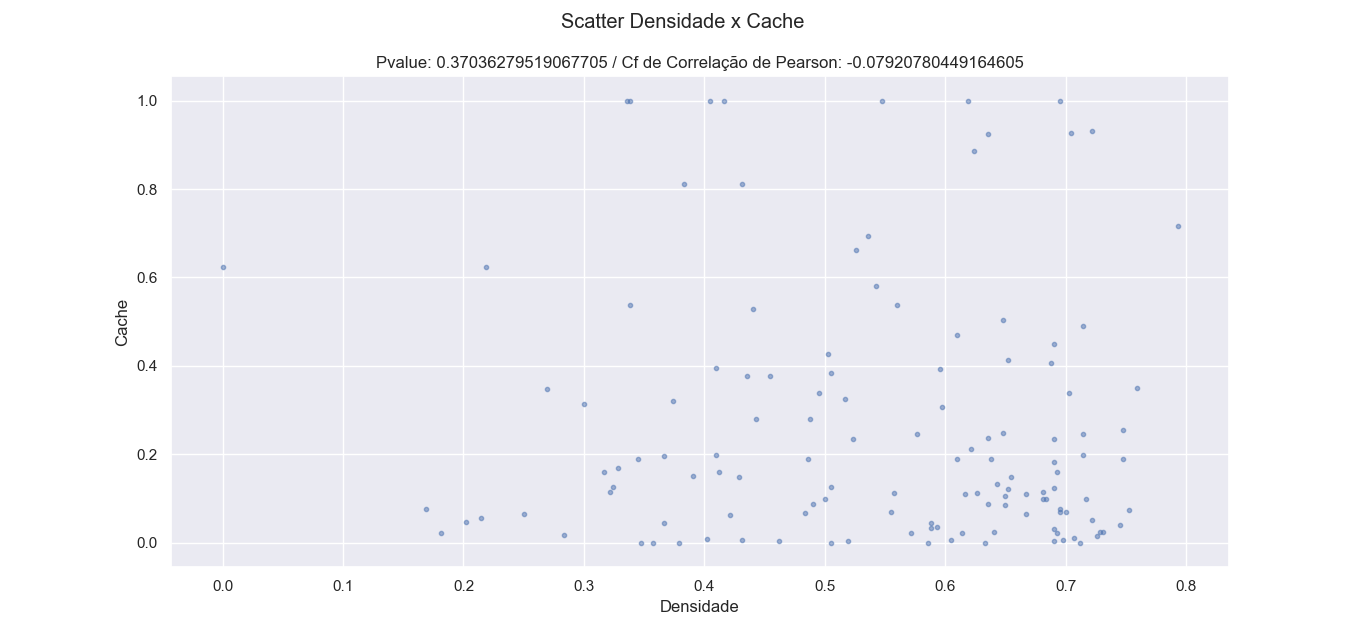 Scatter Densidade x Cache
Pvalue: 0.37036279519067705 / Cf de Correlação de Pearson: -0.07920780449164605
1.0
0.8
0.6
0.4
0.2
0.0
Cache
0.0 0.1 0.2 0.3 0.4 0.5 0.6 0.7 0.8
Densidade